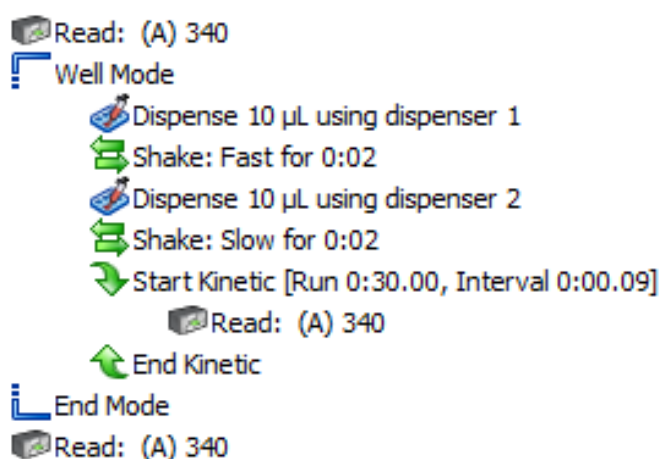 Read: (A) 340
Well Mode
Dispense 10 µL using dispenser 1
Shake: Fast for 0:02
Dispense 10 µL using dispenser 2
Shake: Slow for 0:02
Start Kinetic [Run 0:30.00, Interval 0:00.09]
Read: (A) 340
End Kinetic
End Mode
Read: (A) 340